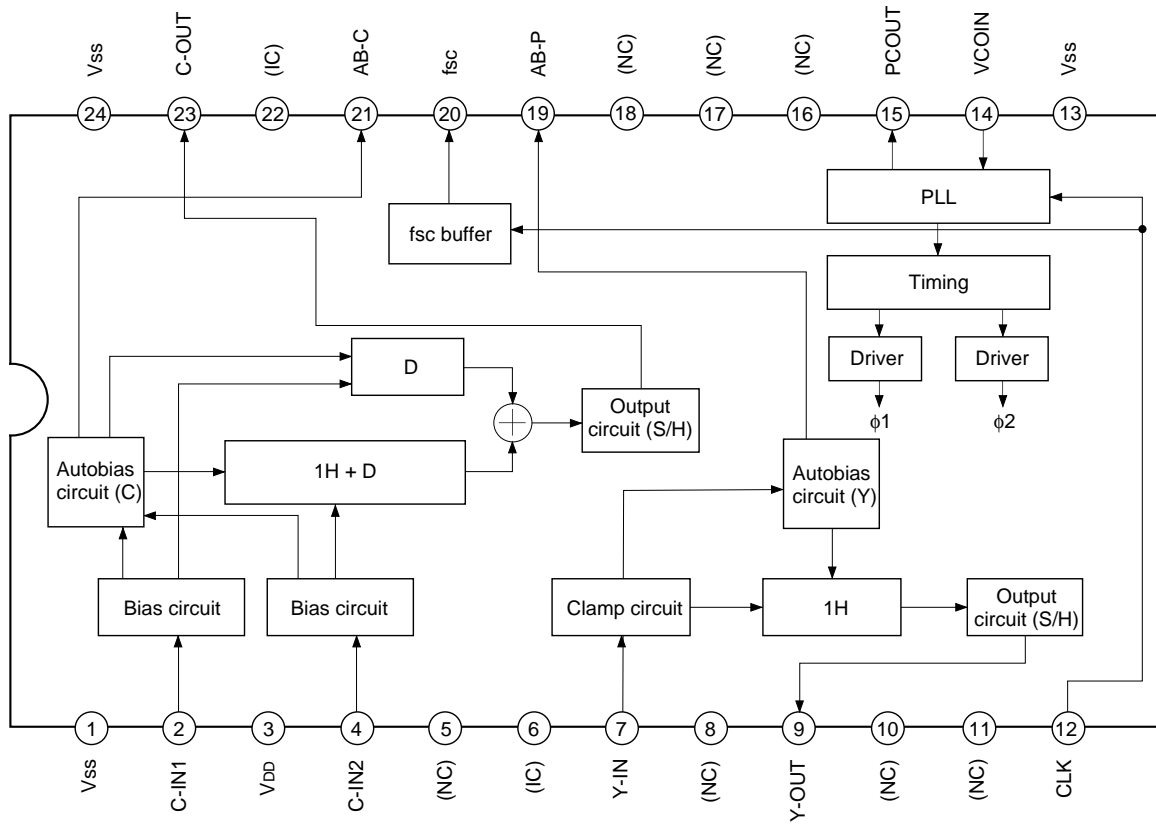 Vss
C-OUT
(IC)
AB-C
fsc
AB-P
(NC)
(NC)
(NC)
PCOUT
VCOIN
Vss
24
23
22
21
20
19
18
17
16
15
14
13
PLL
fsc buffer
Timing
Driver
Driver
D
ϕ1
ϕ2
Output
circuit (S/H)
Autobias
circuit (C)
1H + D
Autobias
circuit (Y)
Bias circuit
Bias circuit
Clamp circuit
1H
Output
circuit (S/H)
1
2
3
4
5
6
7
8
9
10
11
12
Vss
C-IN1
VDD
C-IN2
(NC)
(IC)
Y-IN
(NC)
Y-OUT
(NC)
(NC)
CLK